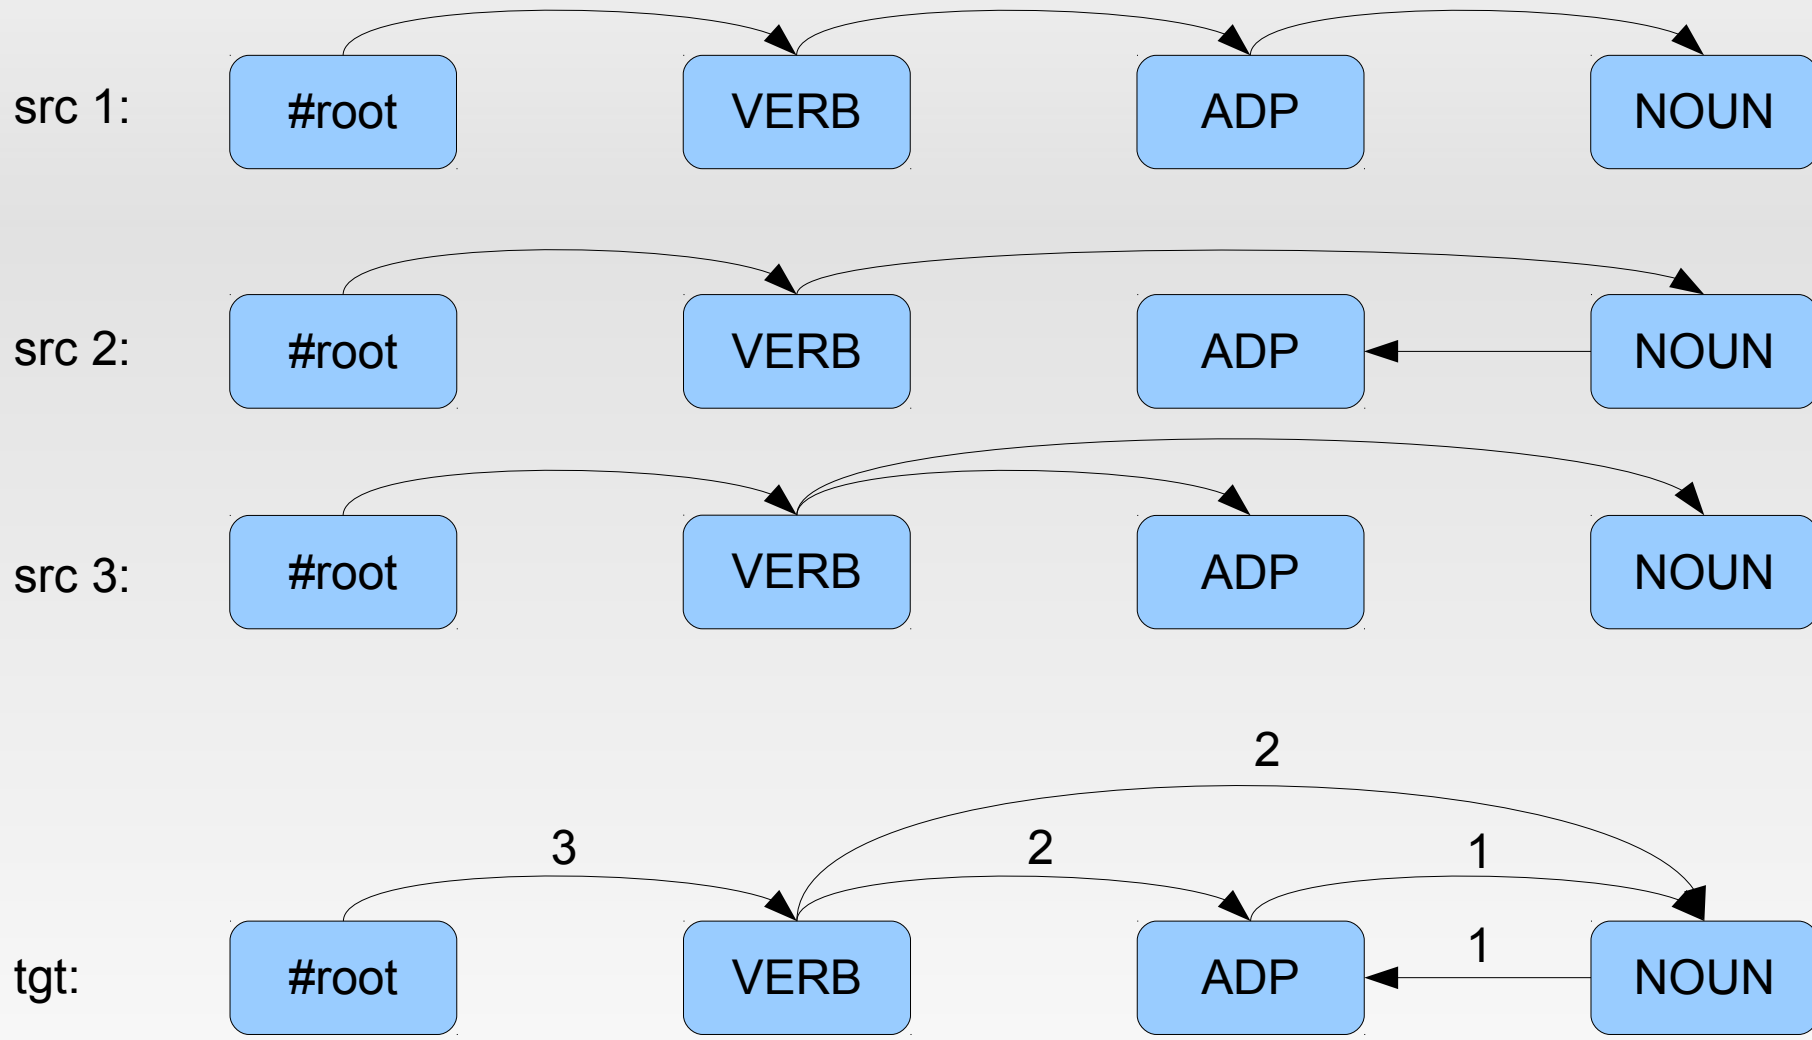 src 1: #root VERB ADP NOUN
src 2: #root VERB ADP NOUN
src 3: #root VERB ADP NOUN
2
3 2 1
1
tgt: #root VERB ADP NOUN